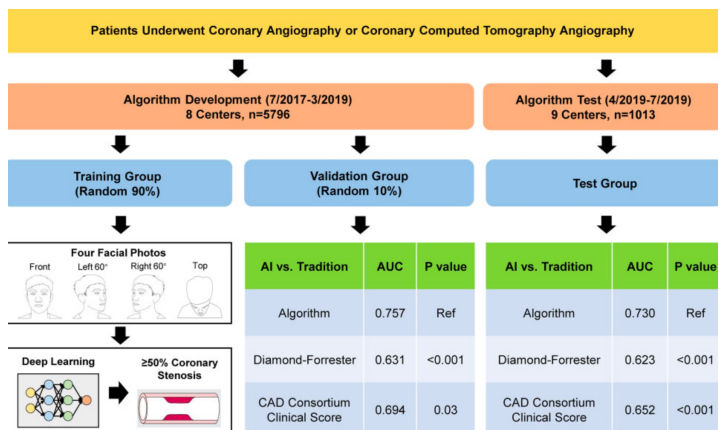 Patients Underwent Coronary Angiography or Coronary Computed Tomography Angiography
Algorithm Development (7/2017-3/2019)
8 Centers, n=5796
Algorithm Test (4/2019-7/2019)
9 Centers, n=1013
Training Group
(Random 90%)
Validation Group
(Random 10%)
Test Group
Four Facial Photos
Front Left 60° Right 60° Top
Deep Learning
≥50% Coronary
Stenosis
AI vs. Tradition AUC P value
Algorithm 0.757 Ref
Diamond-Forrester 0.631 <0.001
CAD Consortium
Clinical Score 0.694 0.03
AI vs. Tradition AUC P value
Algorithm 0.730 Ref
Diamond-Forrester 0.623 <0.001
CAD Consortium
Clinical Score 0.652 <0.001